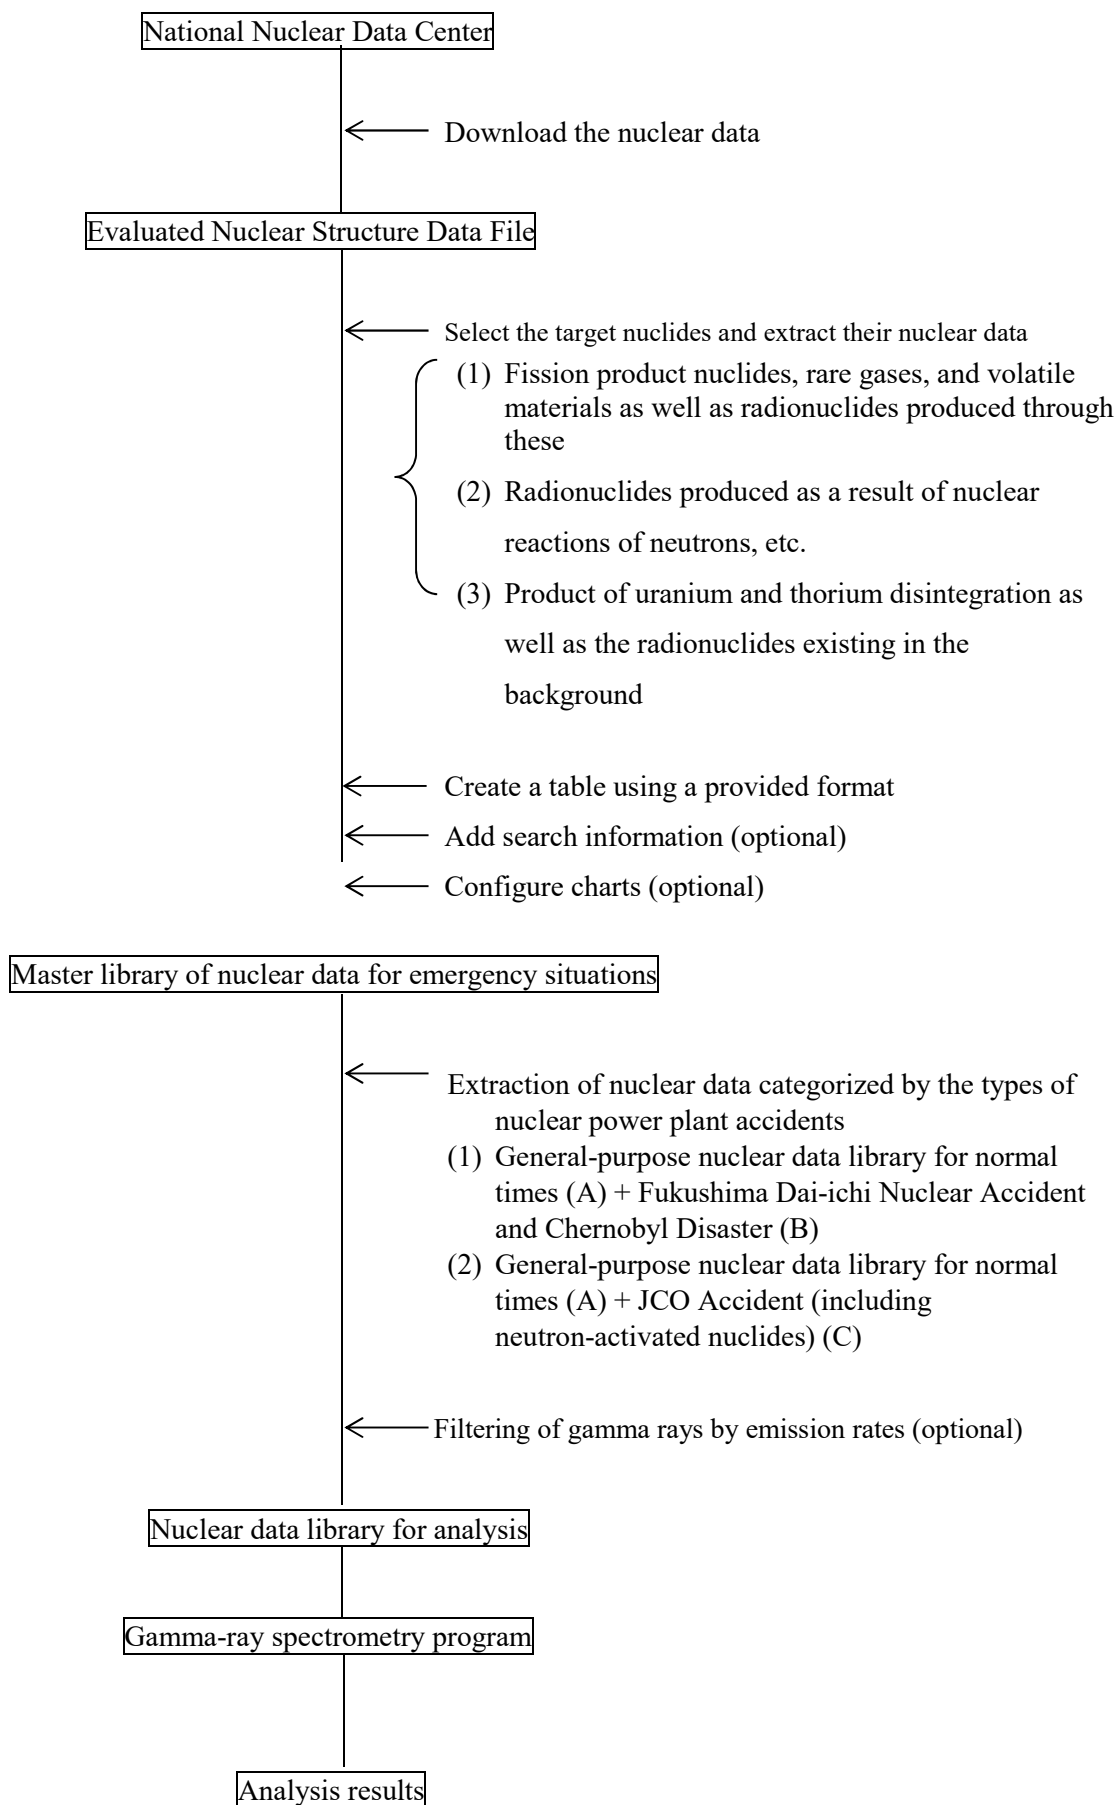 National Nuclear Data Center
Download the nuclear data
Evaluated Nuclear Structure Data File
Select the target nuclides and extract their nuclear data
(1) Fission product nuclides, rare gases, and volatile
materials as well as radionuclides produced through
these
(2) Radionuclides produced as a result of nuclear
reactions of neutrons, etc.
(3) Product of uranium and thorium disintegration as
well as the radionuclides existing in the
background
Create a table using a provided format
Add search information (optional)
Configure charts (optional)
Master library of nuclear data for emergency situations
Extraction of nuclear data categorized by the types of
nuclear power plant accidents
(1) General-purpose nuclear data library for normal
times (A) + Fukushima Dai-ichi Nuclear Accident
and Chernobyl Disaster (B)
(2) General-purpose nuclear data library for normal
times (A) + JCO Accident (including
neutron-activated nuclides) (C)
Filtering of gamma rays by emission rates (optional)
Nuclear data library for analysis
Gamma-ray spectrometry program
Analysis results